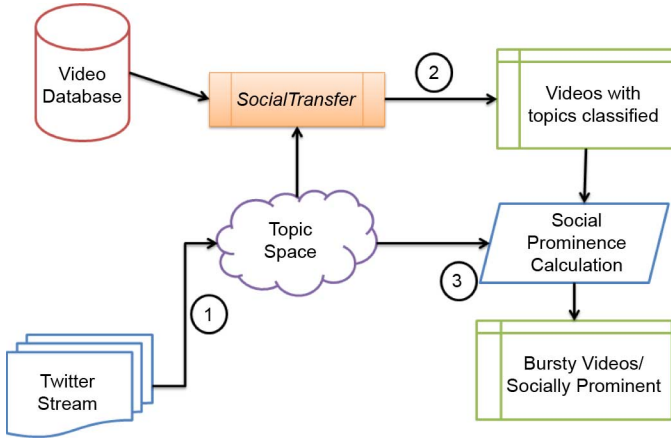 Video
Database
SocialTransfer
2
Videos with
topics classified
Topic
Space
Social
Prominence
Calculation
1
3
Twitter
Stream
Bursty Videos/
Socially Prominent